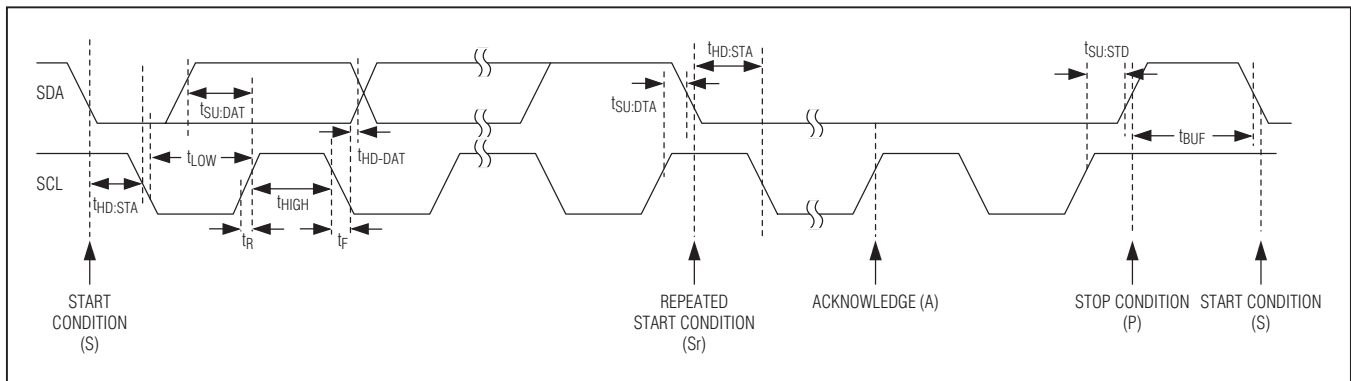 tHD:STA
tSU:STD
SDA
tSU:DAT
tSU:DTA
tHD-DAT
tBUF
tLOW
SCL
tHD:STA
tHIGH
tR
tF
START
CONDITION
(S)
REPEATED
START CONDITION
(Sr)
ACKNOWLEDGE (A)
STOP CONDITION
(P)
START CONDITION
(S)